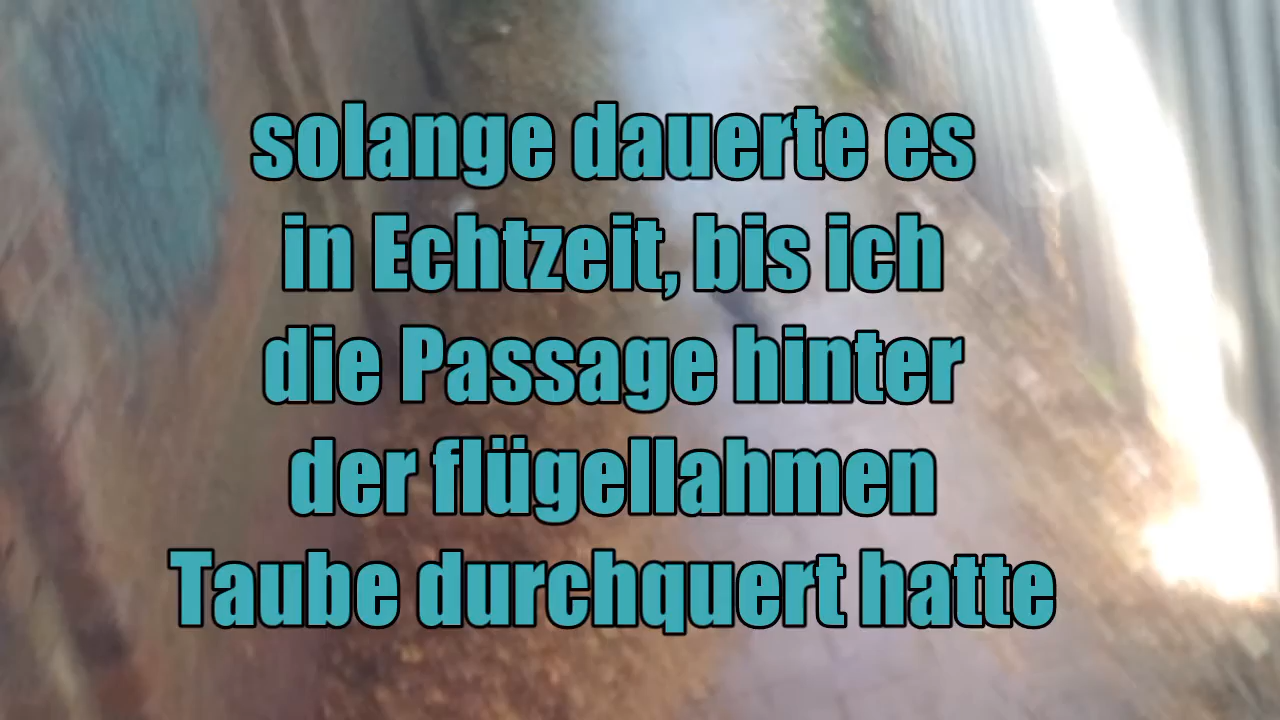 solange dauerte es
in Echtzeit, bis ich
die Passage hinter
der flügellahmen
Taube durchquert hatte